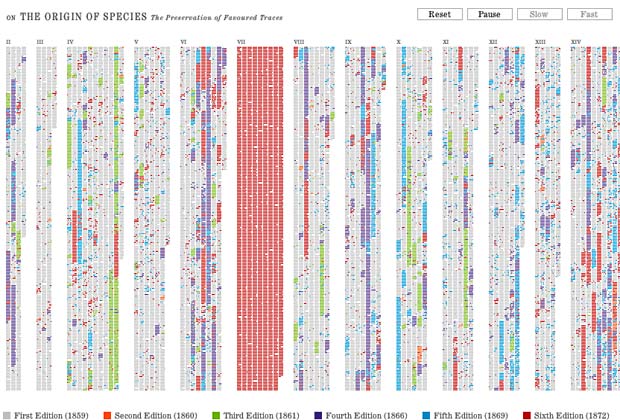 ON THE ORIGIN OF SPECIES The Preservation of Favoured Traces
Reset Pause Slow Fast
II III IV V VI VII VIII IX X XI XII XIII XIV
First Edition (1859) Second Edition (1860) Third Edition (1861) Fourth Edition (1866) Fifth Edition (1869) Sixth Edition (1872)